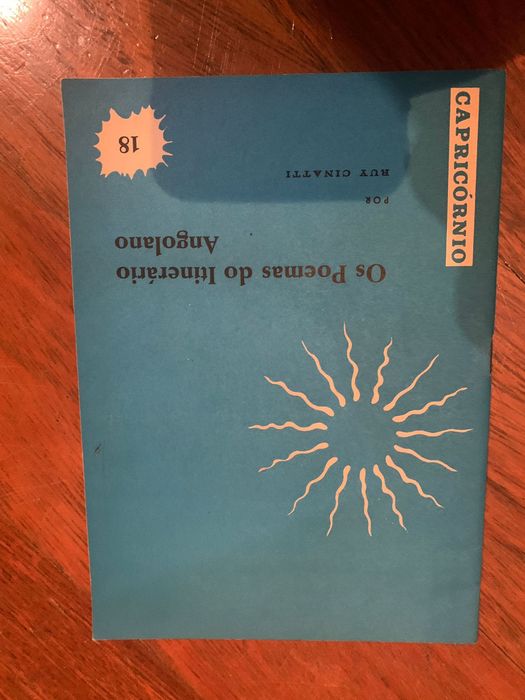 CAPRICÓRNIO
Os Poemas do Itinerário
Angolano
POR
RUY CINATTI
18